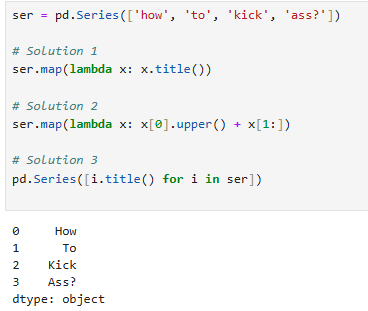 ser = pd.Series(['how', 'to', 'kick', 'ass?'])
# Solution 1
ser.map(lambda x: x.title())
# Solution 2
ser.map(lambda x: x[0].upper() + x[1:])
# Solution 3
pd.Series([i.title() for i in ser])
0     How
1      To
2    Kick
3    Ass?
dtype: object